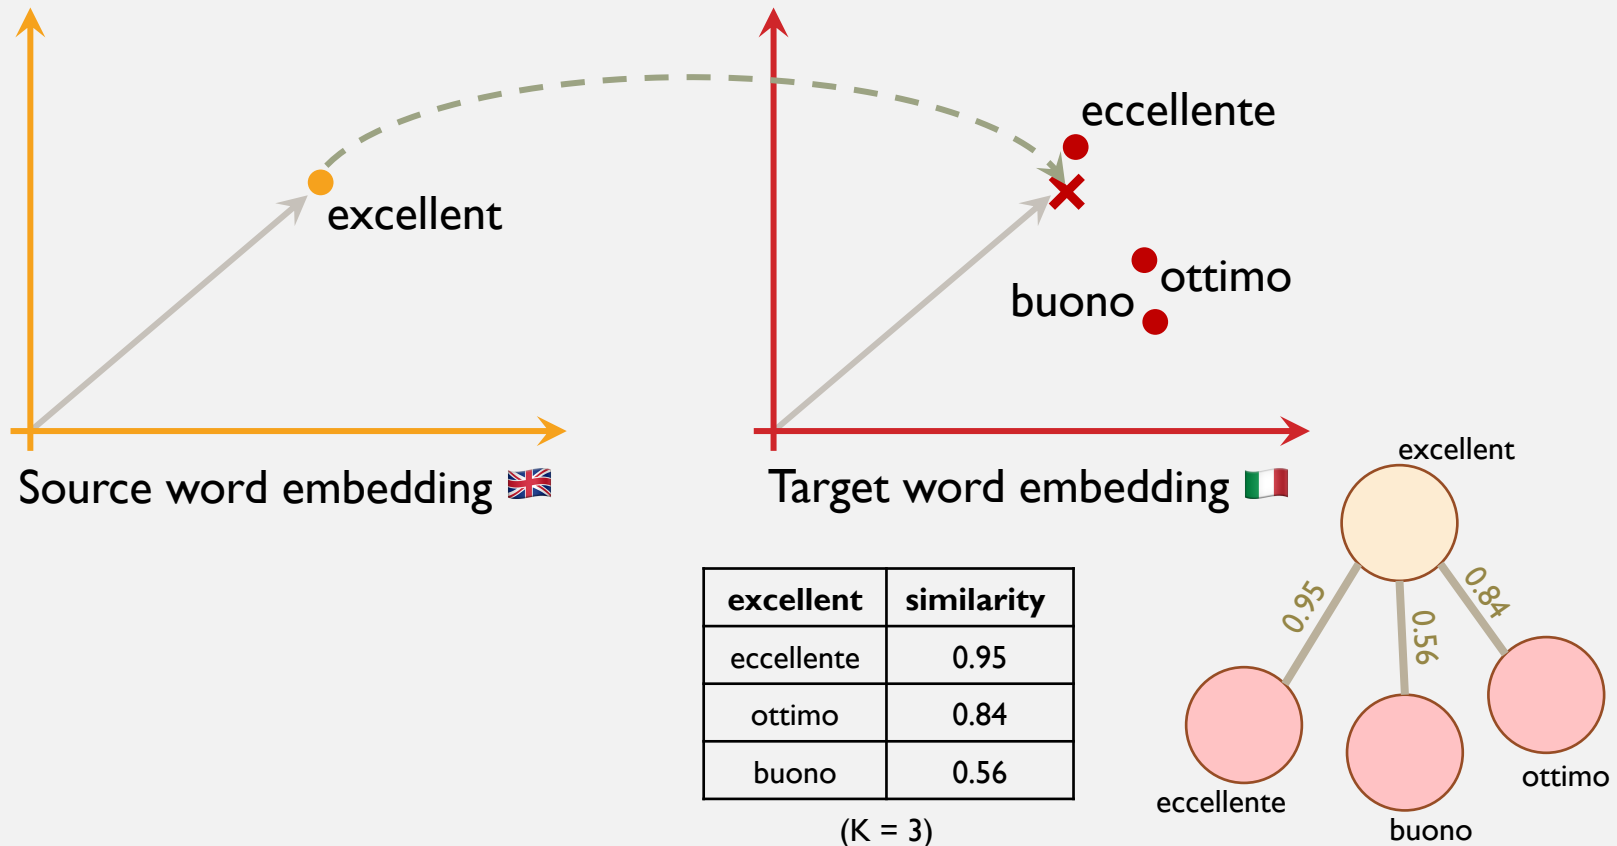 excellent
Source word embedding
eccellente
ottimo
buono
Target word embedding
excellent similarity
eccellente 0.95
ottimo 0.84
buono 0.56
(K = 3)
excellent
0.95
0.56
0.84
eccellente
buono
ottimo